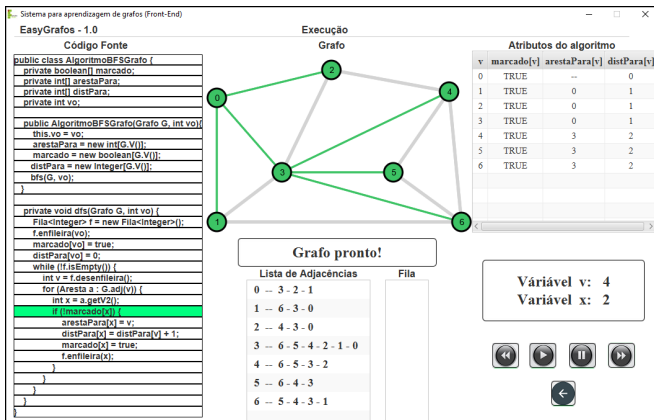 Sistema para aprendizagem de grafos (Front-End)
EasyGrafos - 1.0
Execução
Código Fonte
Grafo
Atributos do algoritmo
public class AlgoritmoBFSGrafo {
private boolean[] marcado;
private int[] arestaPara;
private int[] distPara;
private int vo;
public AlgoritmoBFSGrafo(Grafo G, int vo){
this.vo = vo;
arestaPara = new int[G.V()];
marcado = new boolean[G.V()];
distPara = new Integer[G.V()];
bfs(G, vo);
}
private void dfs(Grafo G, int vo) {
Fila<Integer> f = new Fila<Integer>();
f.enfileira(vo);
marcado[vo] = true;
distPara[vo] = 0;
while (!f.isEmpty()) {
int v = f.desenfileira();
for (Aresta a : G.adj(v)) {
int x = a.getV2();
if (!marcado[x]) {
arestaPara[x] = v;
distPara[x] = distPara[v] + 1;
marcado[x] = true;
f.enfileira(x);
}
}
}
}
}
0
1
2
3
4
5
6
v marcado[v] arestaPara[v] distPara[v]
0 TRUE -- 0
1 TRUE 0 1
2 TRUE 0 1
3 TRUE 0 1
4 TRUE 3 2
5 TRUE 3 2
6 TRUE 3 2
Grafo pronto!
Lista de Adjacências
0 -- 3 - 2 - 1
1 -- 6 - 3 - 0
2 -- 4 - 3 - 0
3 -- 6 - 5 - 4 - 2 - 1 - 0
4 -- 6 - 5 - 3 - 2
5 -- 6 - 4 - 3
6 -- 5 - 4 - 3 - 1
Fila
Váriável v: 4
Variável x: 2